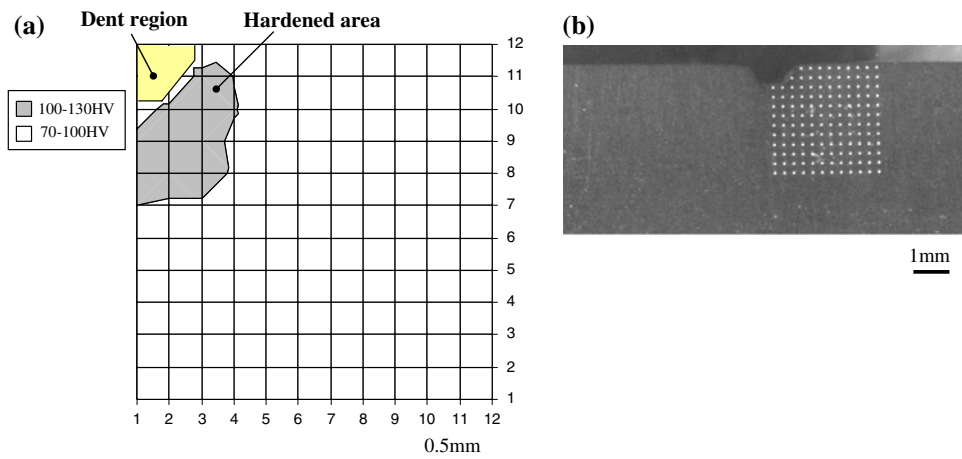 (a)
Dent region
Hardened area
100-130HV
70-100HV
12
11
10
9
8
7
6
5
4
3
2
1
1 2 3 4 5 6 7 8 9 10 11 12
0.5mm
(b)
1mm